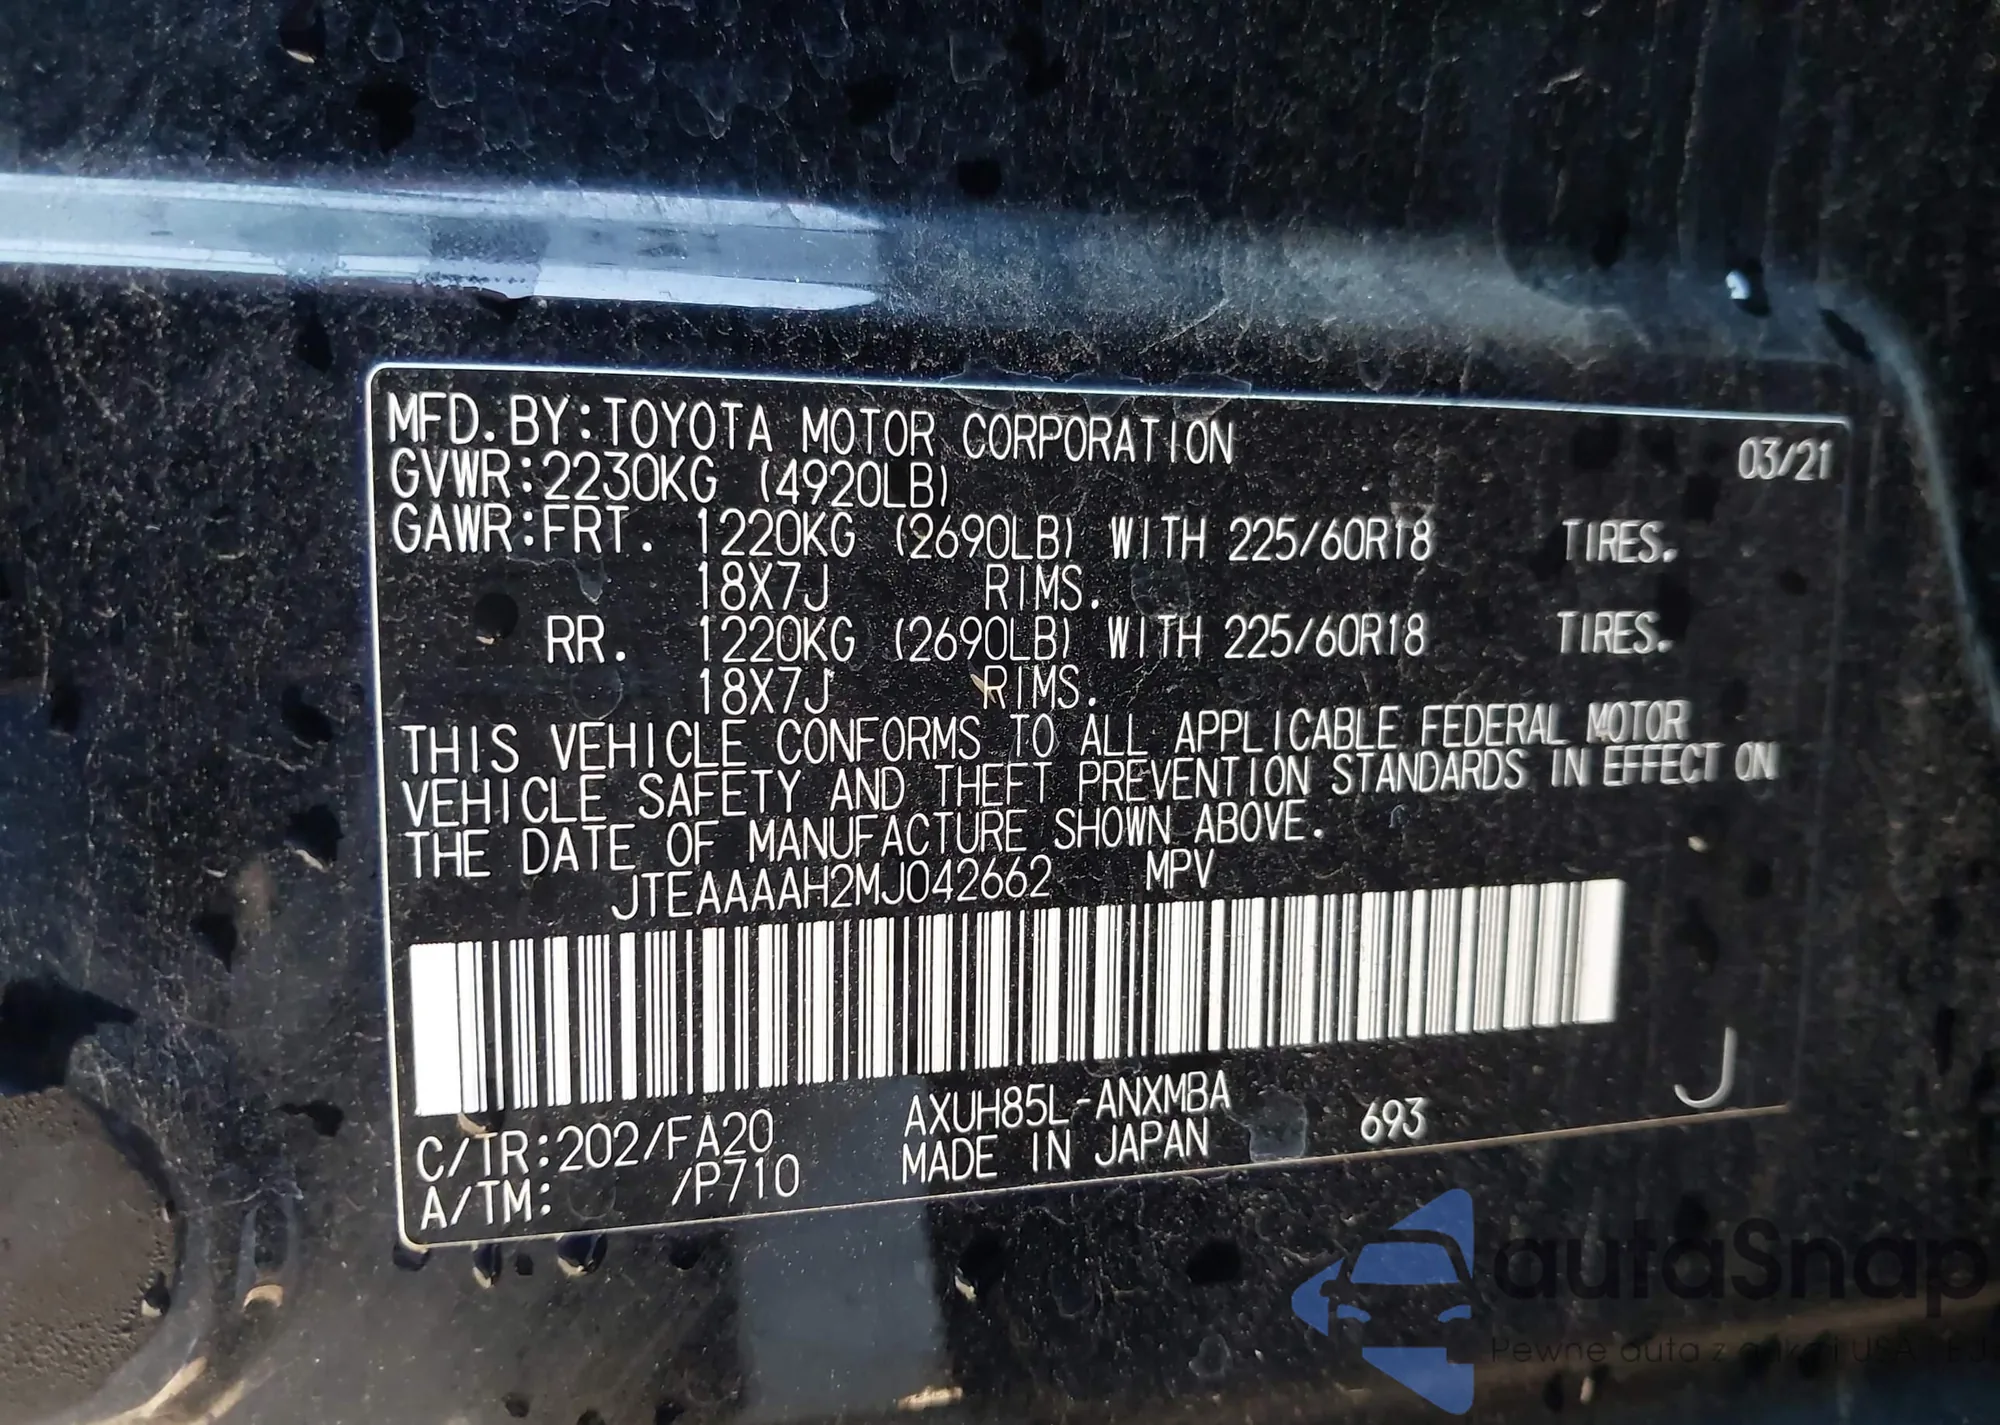 MFD. BY:TOYOTA MOTOR CORPORATION 03/21
GVWR:2230KG (4920LB)
GAWR:FRT. 1220KG (2690LB) WITH 225/60R18 TIRES.
18X7J RIMS.
RR. 1220KG (2690LB) WITH 225/60R18 TIRES.
18X7J RIMS.
THIS VEHICLE CONFORMS TO ALL APPLICABLE FEDERAL MOTOR
VEHICLE SAFETY AND THEFT PREVENTION STANDARDS IN EFFECT ON
THE DATE OF MANUFACTURE SHOWN ABOVE.
JTEAAAAH2MJ042662 MPV
C/TR:202/FA20 AXUH85L-ANXMBA 693 J
A/TM: /P710 MADE IN JAPAN
autaSnap
Pewne auta z